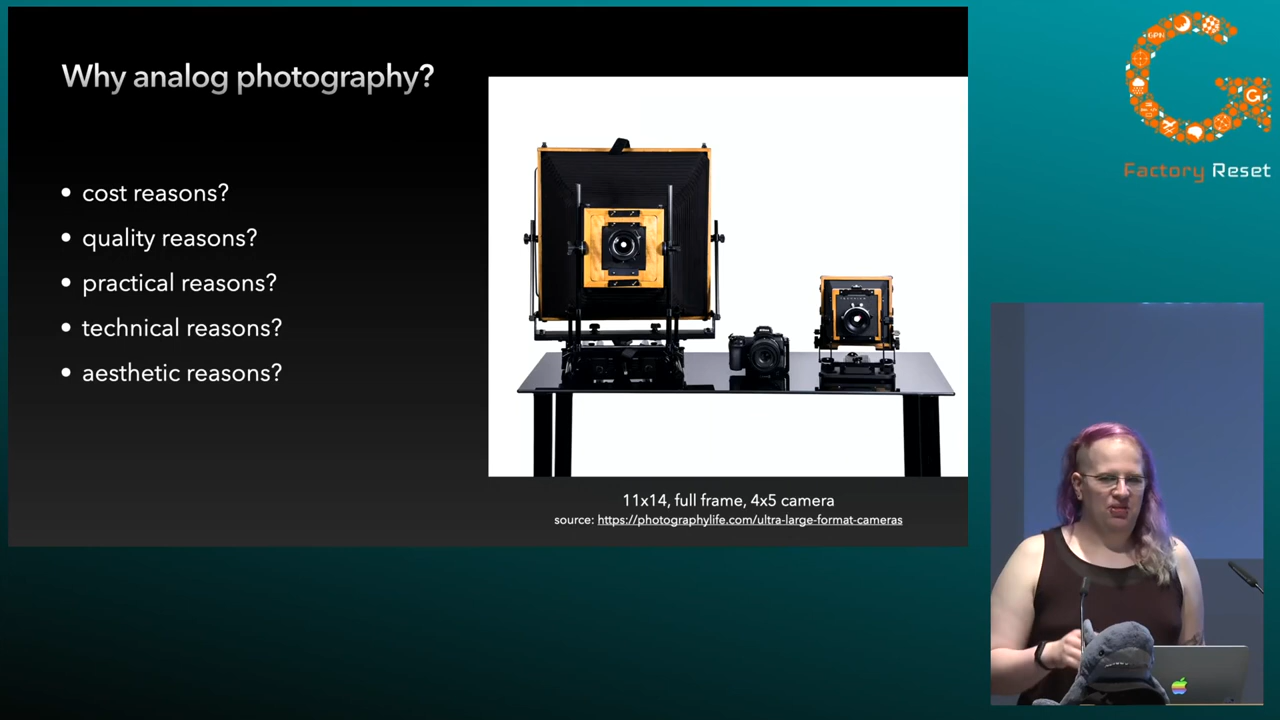 Why analog photography?
• cost reasons?
• quality reasons?
• practical reasons?
• technical reasons?
• aesthetic reasons?
11x14, full frame, 4x5 camera
source: https://photographylife.com/ultra-large-format-cameras
GPN
Factory Reset